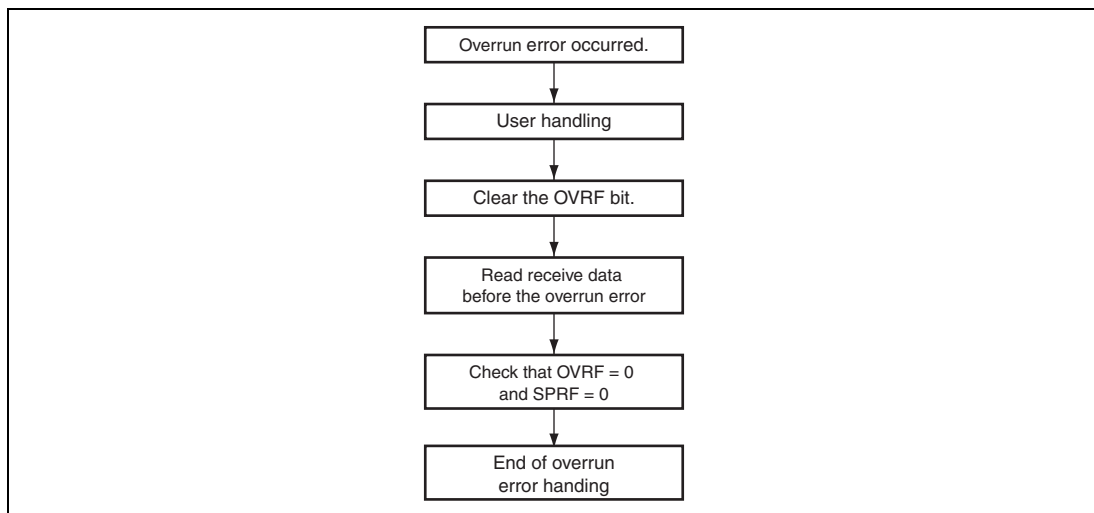 Overrun error occurred.
User handling
Clear the OVRF bit.
Read receive data
before the overrun error
Check that OVRF = 0
and SPRF = 0
End of overrun
error handing